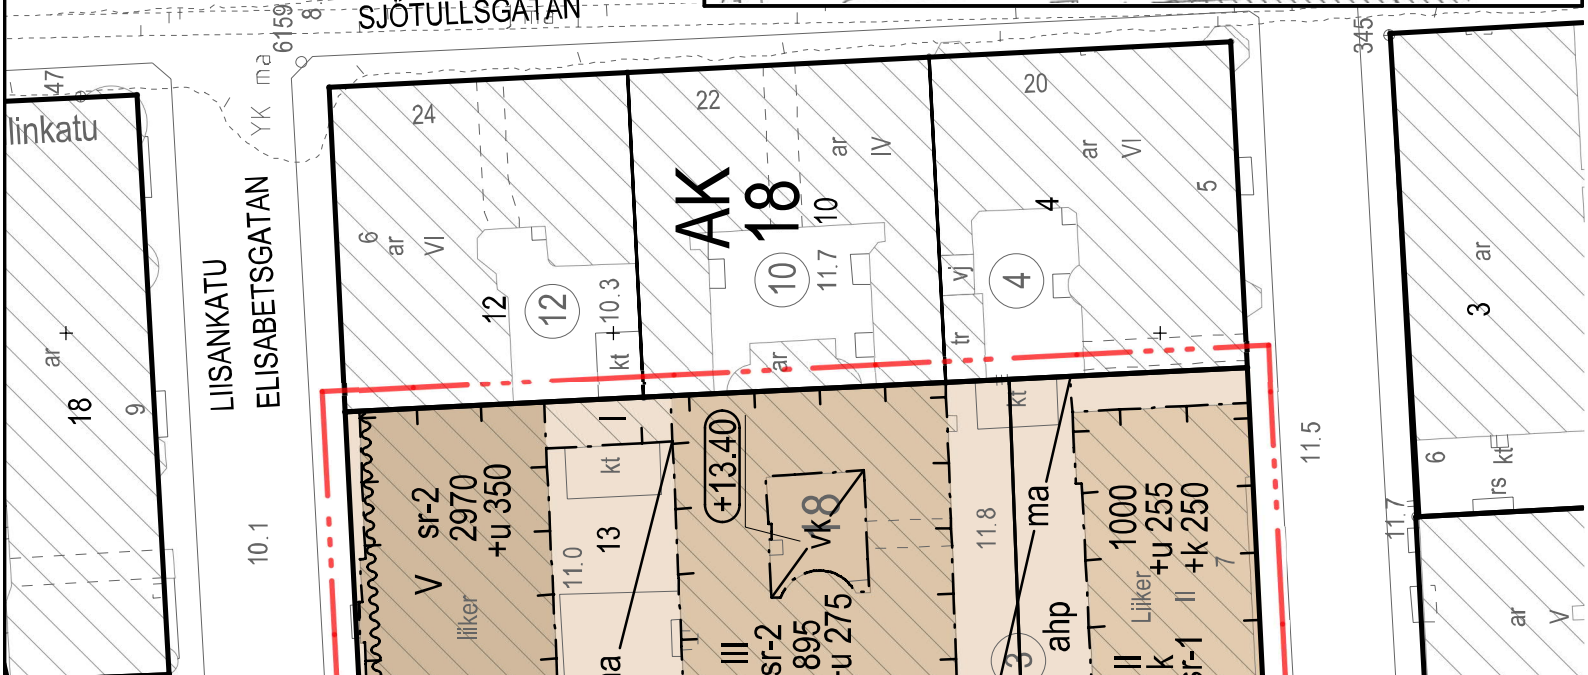 SJÖTULLSGATAN
6159
8
YK ma
47
linkatu
345
24
22
20
ar
IV
ar
VI
5
AK
18
10
4
6
ar
VI
12
12
10.3
kt
10
11.7
ar
vj
4
tr
ar
3
ar
18
9
LIISANKATU
ELISABETSGATAN
10.1
sr-2
2970
+u 350
V
liiker
I
kt
13
11.0
+13.40
18
vk
III
sr-2
895
u 275
kt
11.8
ma
ahp
3
1000
+u 255
+k 250
7
Liiker
II
II
k
sr-1
11.5
11.7
6
rs
kt
ar
V